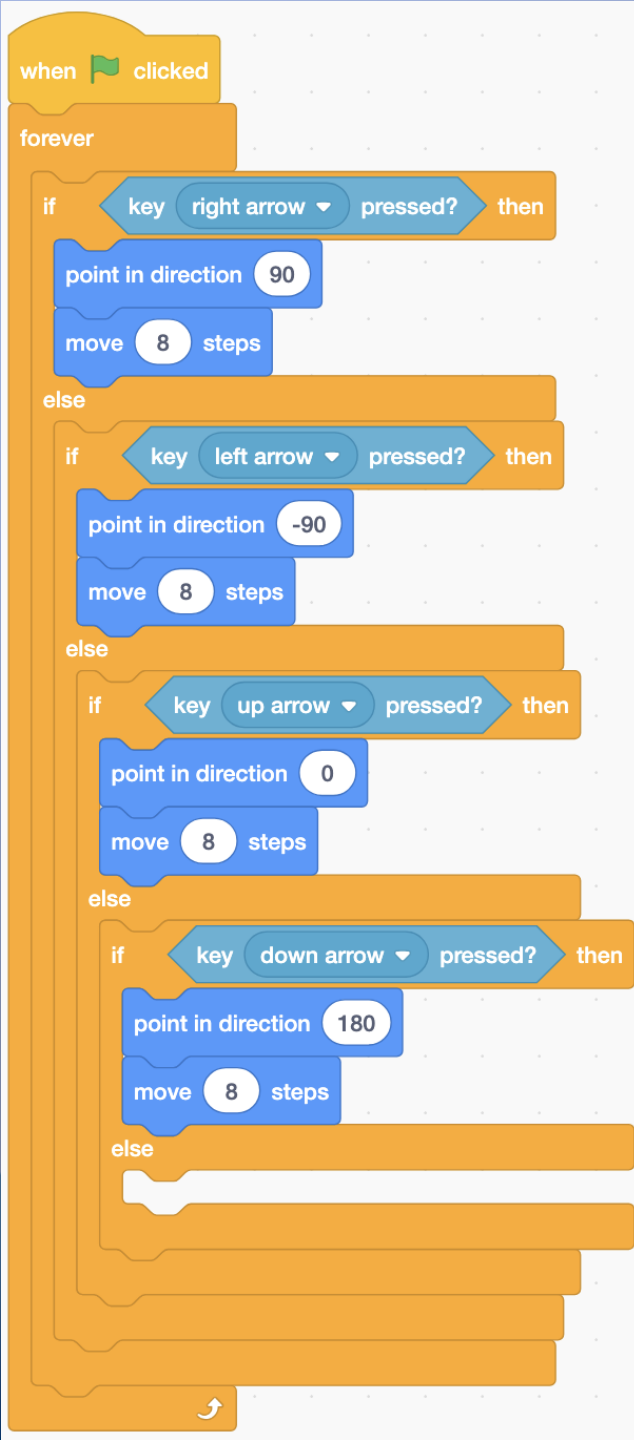 when clicked
forever
if key right arrow pressed? then
point in direction 90
move 8 steps
else
if key left arrow pressed? then
point in direction -90
move 8 steps
else
if key up arrow pressed? then
point in direction 0
move 8 steps
else
if key down arrow pressed? then
point in direction 180
move 8 steps
else